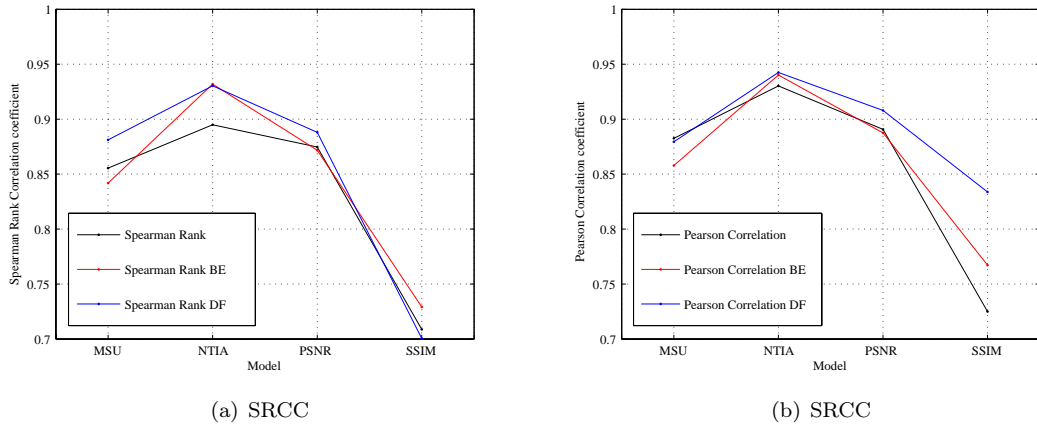 1
0.95
0.9
0.85
0.8
0.75
0.7
Spearman Rank Correlation coefficient
Spearman Rank
Spearman Rank BE
Spearman Rank DF
MSU NTIA PSNR SSIM
Model
(a) SRCC
1
0.95
0.9
0.85
0.8
0.75
0.7
Pearson Correlation coefficient
Pearson Correlation
Pearson Correlation BE
Pearson Correlation DF
MSU NTIA PSNR SSIM
Model
(b) SRCC